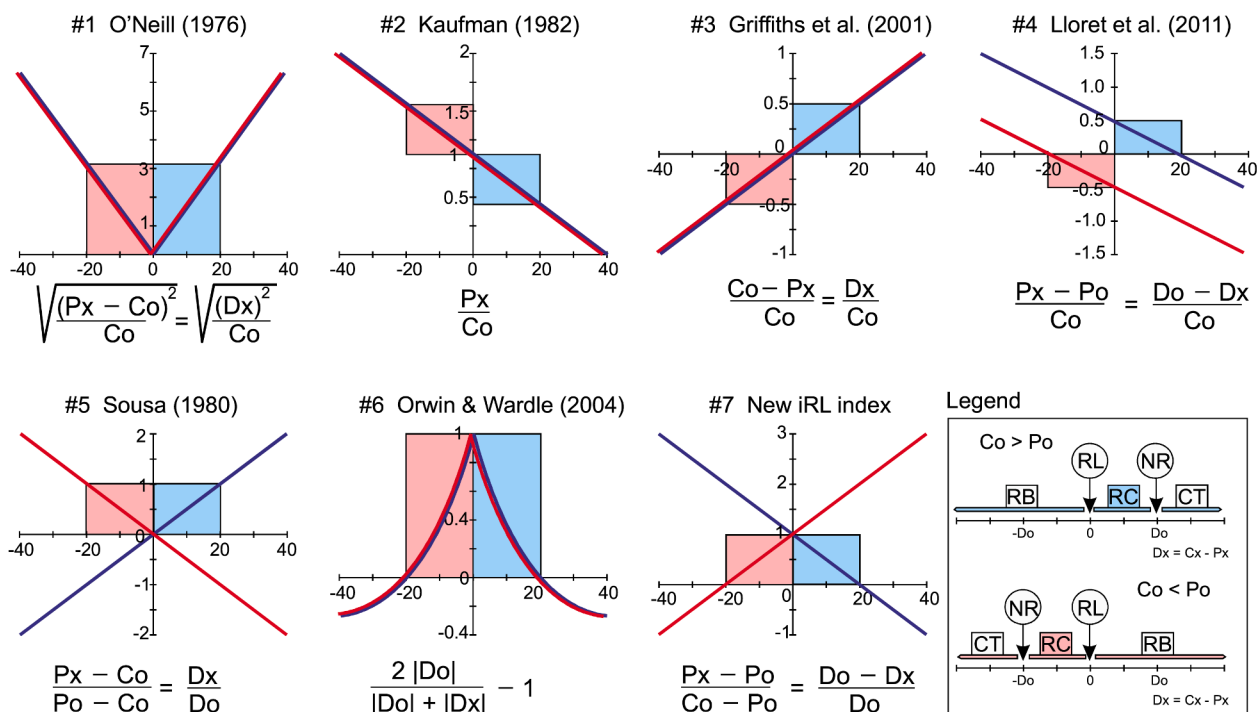 #1 O'Neill (1976)
7
5
3
1
-40 -20 0 20 40
√(Px – Co)² / Co = √(Dx)² / Co
#2 Kaufman (1982)
2
1.5
1
0.5
-40 -20 0 20 40
Px / Co
#3 Griffiths et al. (2001)
1
0.5
0
-40 -20 20 40
-0.5
-1
Co – Px / Co = Dx / Co
#4 Lloret et al. (2011)
1.5
1.0
0.5
0
-40 -20 20 40
-0.5
-1.0
-1.5
Px – Po / Co = Do – Dx / Co
#5 Sousa (1980)
2
1
0
-40 -20 20 40
-1
-2
Px – Co / Po – Co = Dx / Do
#6 Orwin & Wardle (2004)
1
0.4
0
-40 -20 20 40
-0.4
2 |Do| / |Do| + |Dx| – 1
#7 New iRL index
3
2
1
-40 -20 0 20 40
-1
Px – Po / Co – Po = Do – Dx / Do
Legend
Co > Po
RL NR
RB RC CT
-Do 0 Do
Dx = Cx - Px
Co < Po
NR RL
CT RC RB
-Do 0 Do
Dx = Cx - Px